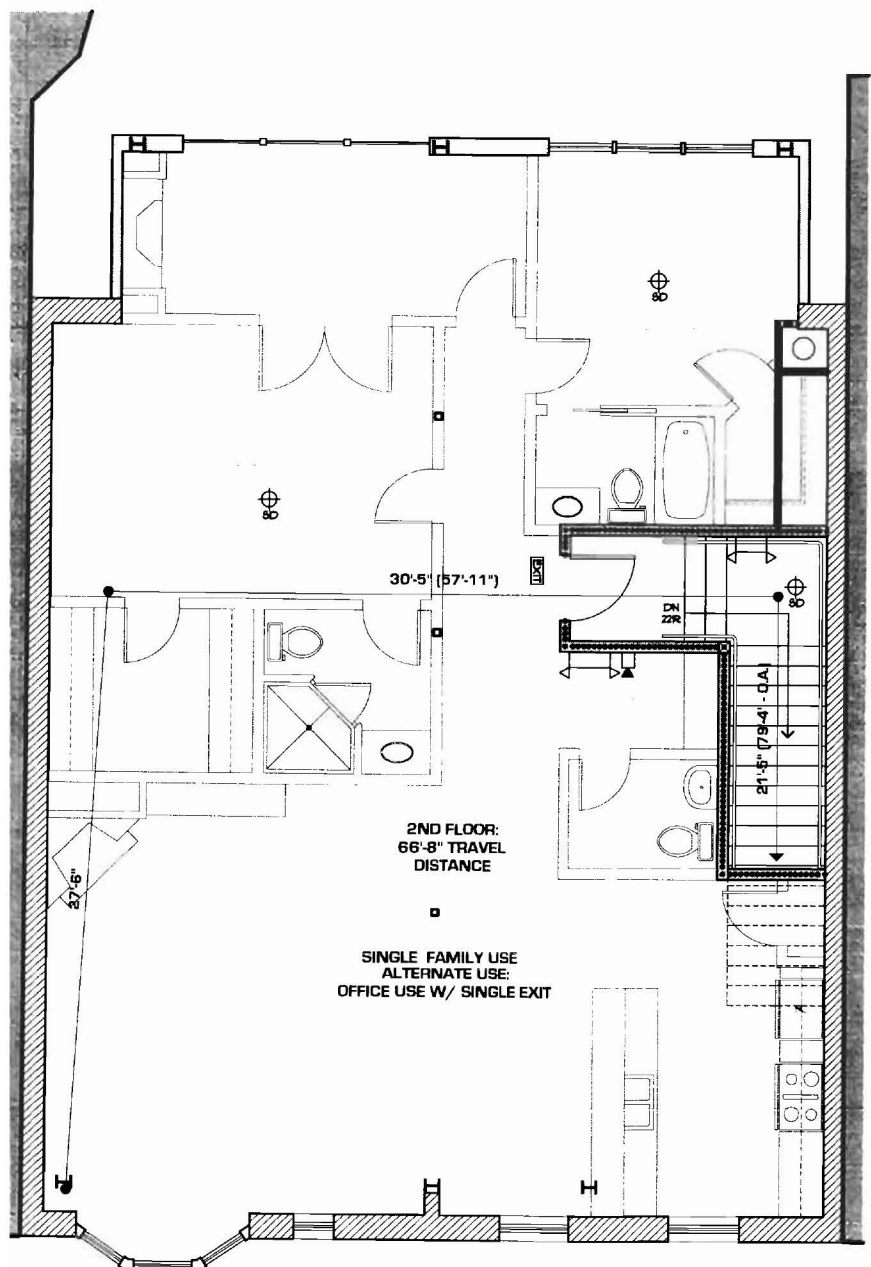 SD
SD
30'-5" (57'-11")
EXIT
SD
DN
22R
21'-5" (79'-4" - O.A.)
27'-6"
2ND FLOOR:
66'-8" TRAVEL
DISTANCE
SINGLE FAMILY USE
ALTERNATE USE:
OFFICE USE W/ SINGLE EXIT